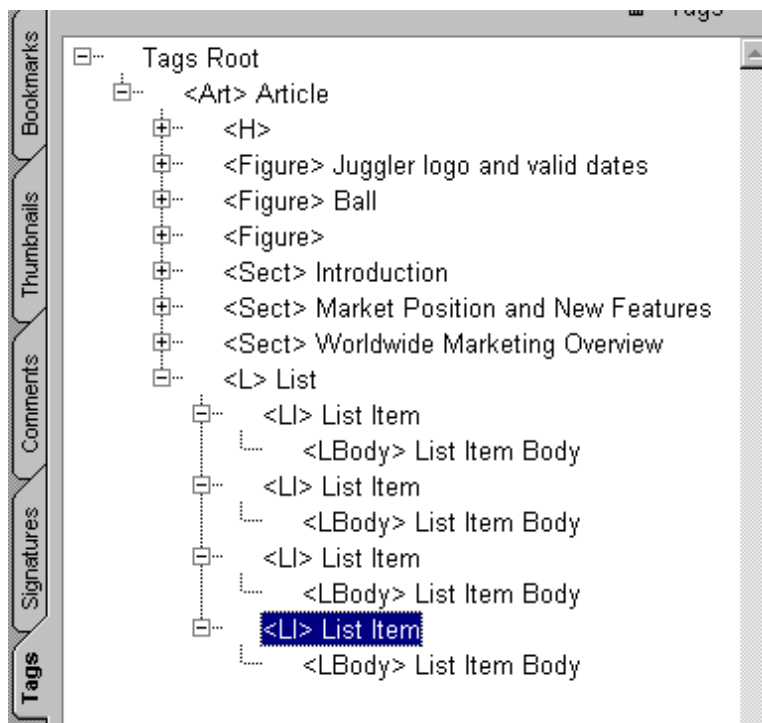 Tags
Bookmarks
Thumbnails
Comments
Signatures
Tags
Tags Root
<Art> Article
<H>
<Figure> Juggler logo and valid dates
<Figure> Ball
<Figure>
<Sect> Introduction
<Sect> Market Position and New Features
<Sect> Worldwide Marketing Overview
<L> List
<LI> List Item
<LBody> List Item Body
<LI> List Item
<LBody> List Item Body
<LI> List Item
<LBody> List Item Body
<LI> List Item
<LBody> List Item Body